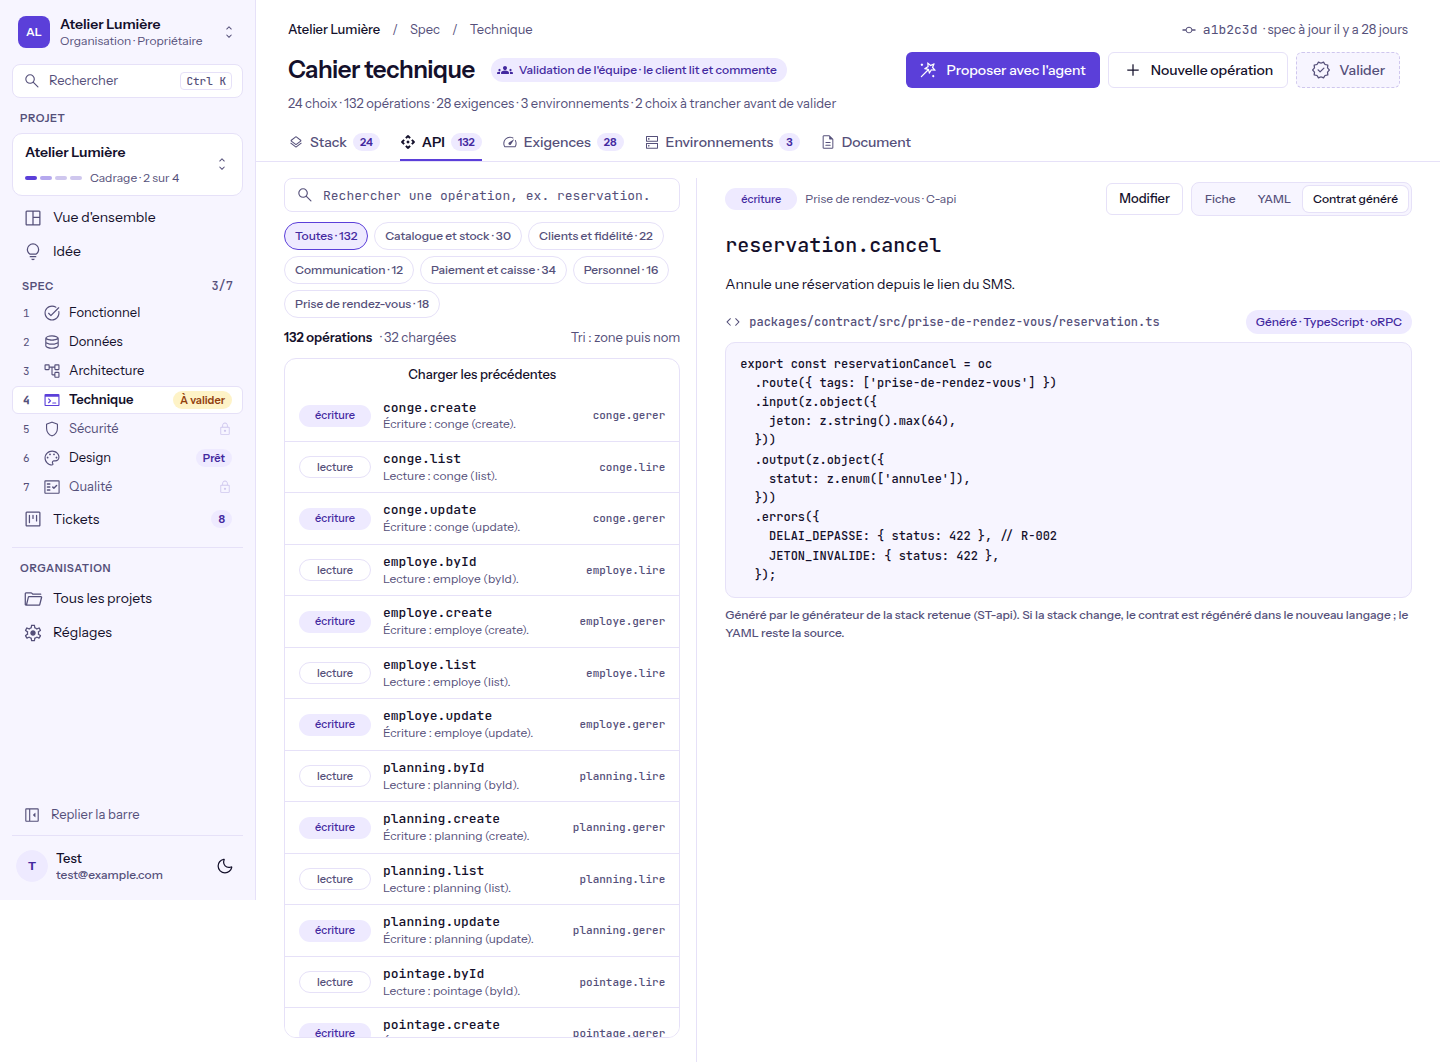 AL
Atelier Lumière
Organisation · Propriétaire
Rechercher
Ctrl K
PROJET
Atelier Lumière
Cadrage · 2 sur 4
Vue d'ensemble
Idée
SPEC 3/7
1 Fonctionnel
2 Données
3 Architecture
4 Technique À valider
5 Sécurité
6 Design Prêt
7 Qualité
Tickets 8
ORGANISATION
Tous les projets
Réglages
Replier la barre
T
Test
test@example.com
Atelier Lumière / Spec / Technique
a1b2c3d · spec à jour il y a 28 jours
Cahier technique
Validation de l'équipe · le client lit et commente
Proposer avec l'agent
Nouvelle opération
Valider
24 choix · 132 opérations · 28 exigences · 3 environnements · 2 choix à trancher avant de valider
Stack 24
API 132
Exigences 28
Environnements 3
Document
Rechercher une opération, ex. reservation.
Toutes · 132
Catalogue et stock · 30
Clients et fidélité · 22
Communication · 12
Paiement et caisse · 34
Personnel · 16
Prise de rendez-vous · 18
132 opérations · 32 chargées
Tri : zone puis nom
Charger les précédentes
écriture conge.create conge.gerer
Écriture : conge (create).
lecture conge.list conge.lire
Lecture : conge (list).
écriture conge.update conge.gerer
Écriture : conge (update).
lecture employe.byId employe.lire
Lecture : employe (byId).
écriture employe.create employe.gerer
Écriture : employe (create).
lecture employe.list employe.lire
Lecture : employe (list).
écriture employe.update employe.gerer
Écriture : employe (update).
lecture planning.byId planning.lire
Lecture : planning (byId).
écriture planning.create planning.gerer
Écriture : planning (create).
lecture planning.list planning.lire
Lecture : planning (list).
écriture planning.update planning.gerer
Écriture : planning (update).
lecture pointage.byId pointage.lire
Lecture : pointage (byId).
écriture pointage.create pointage.gerer
écriture
Prise de rendez-vous · C-api
Modifier
Fiche
YAML
Contrat généré
reservation.cancel
Annule une réservation depuis le lien du SMS.
packages/contract/src/prise-de-rendez-vous/reservation.ts
Généré · TypeScript · oRPC
export const reservationCancel = oc
  .route({ tags: ['prise-de-rendez-vous'] })
  .input(z.object({
    jeton: z.string().max(64),
  }))
  .output(z.object({
    statut: z.enum(['annulee']),
  }))
  .errors({
    DELAI_DEPASSE: { status: 422 }, // R-002
    JETON_INVALIDE: { status: 422 },
  });
Généré par le générateur de la stack retenue (ST-api). Si la stack change, le contrat est régénéré dans le nouveau langage ; le
YAML reste la source.